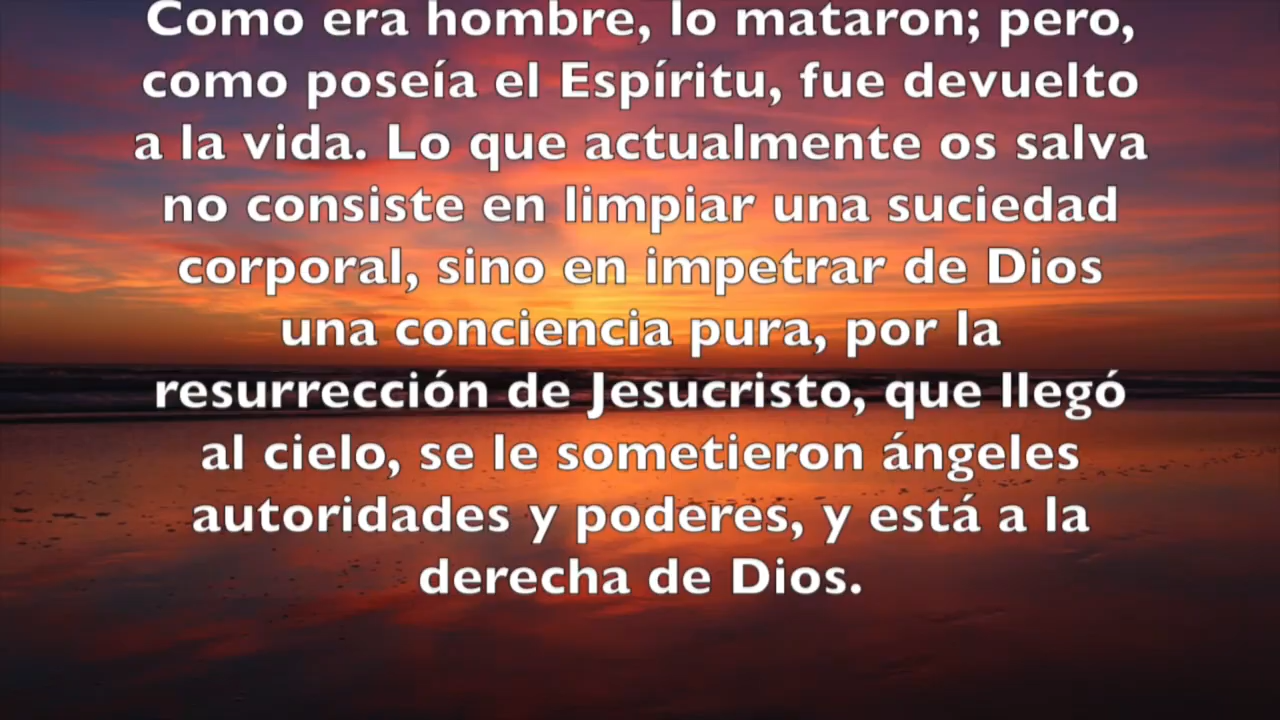 Como era hombre, lo mataron; pero,
como poseía el Espíritu, fue devuelto
a la vida. Lo que actualmente os salva
no consiste en limpiar una suciedad
corporal, sino en impetrar de Dios
una conciencia pura, por la
resurrección de Jesucristo, que llegó
al cielo, se le sometieron ángeles
autoridades y poderes, y está a la
derecha de Dios.